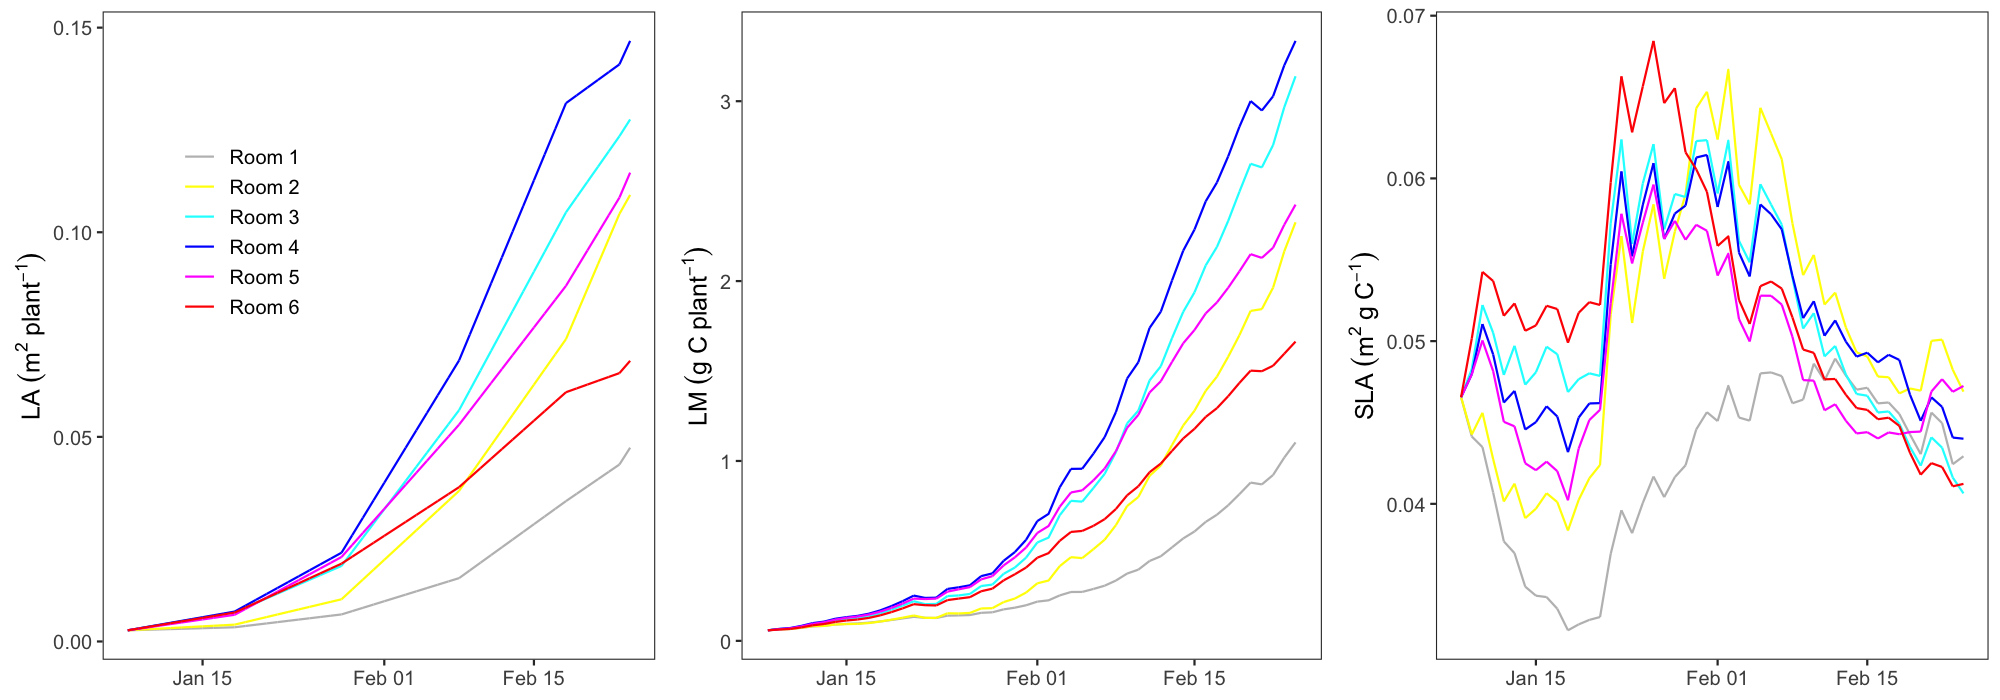 LA (m² plant⁻¹)
0.15
0.10
0.05
0.00
Room 1
Room 2
Room 3
Room 4
Room 5
Room 6
Jan 15 Feb 01 Feb 15
LM (g C plant⁻¹)
3
2
1
0
Jan 15 Feb 01 Feb 15
SLA (m² g C⁻¹)
0.07
0.06
0.05
0.04
Jan 15 Feb 01 Feb 15